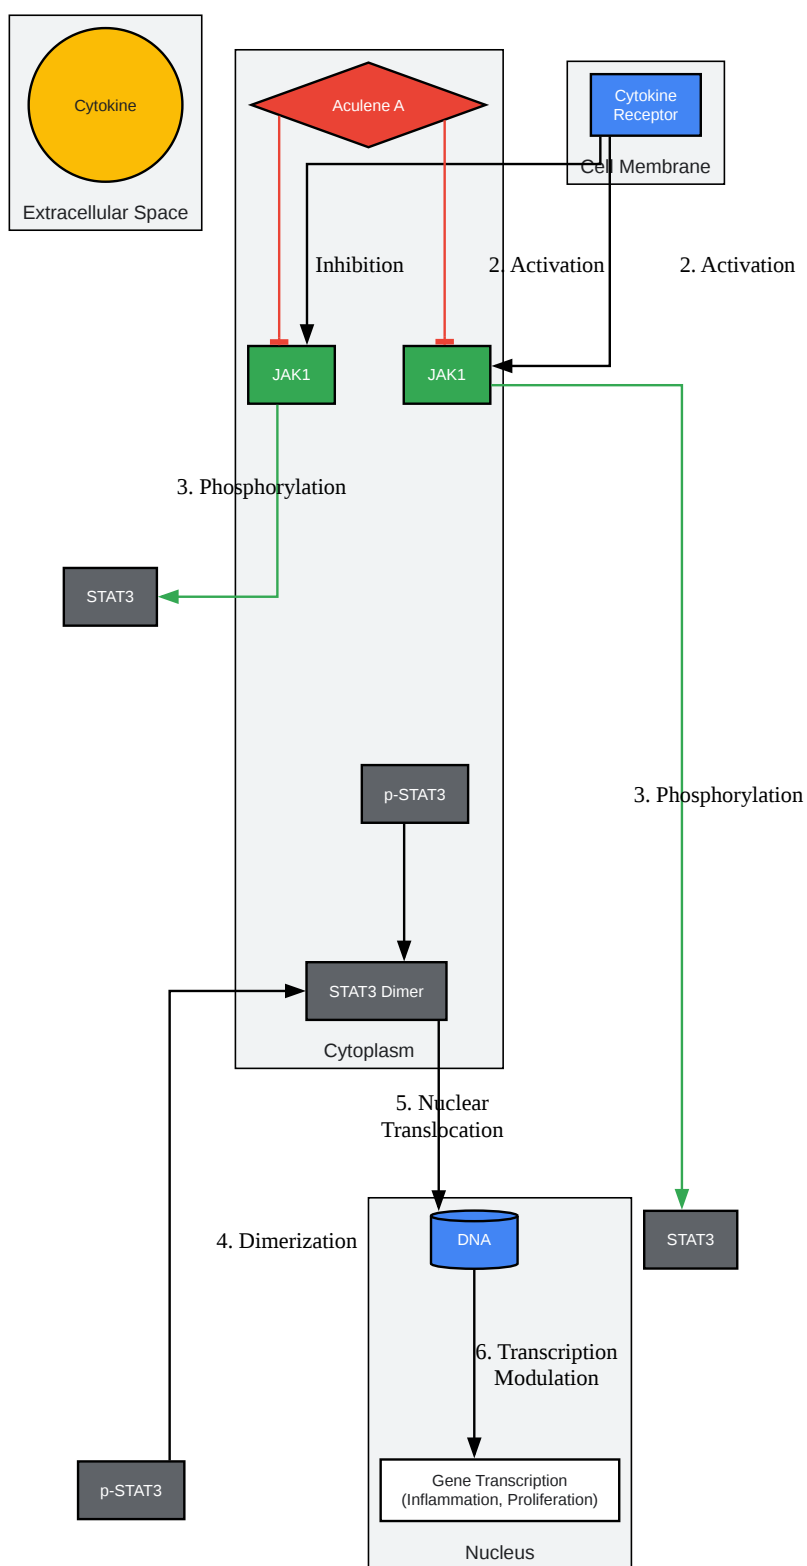 Cytokine
Extracellular Space
Aculene A
Cytokine
Receptor
Cell Membrane
Inhibition
2. Activation
2. Activation
JAK1
JAK1
3. Phosphorylation
STAT3
p-STAT3
3. Phosphorylation
STAT3 Dimer
Cytoplasm
5. Nuclear
Translocation
4. Dimerization
DNA
STAT3
6. Transcription
Modulation
p-STAT3
Gene Transcription
(Inflammation, Proliferation)
Nucleus